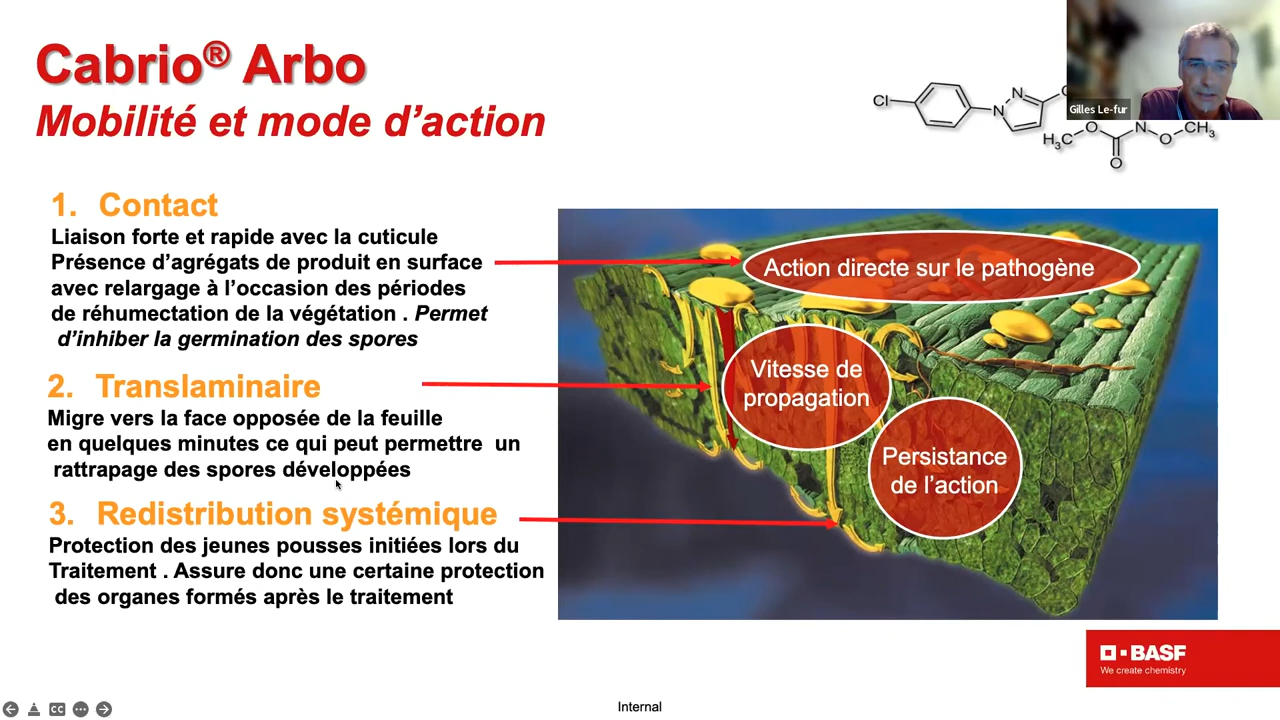 Cabrio® Arbo
Mobilité et mode d’action
Gilles Le-fur
Cl
N
N
O
H₃C
O
N
O
CH₃
O
1. Contact
Liaison forte et rapide avec la cuticule
Présence d’agrégats de produit en surface
avec relargage à l’occasion des périodes
de réhumectation de la végétation . Permet
d’inhiber la germination des spores
2. Translaminaire
Migre vers la face opposée de la feuille
en quelques minutes ce qui peut permettre un
rattrapage des spores développées
3. Redistribution systémique
Protection des jeunes pousses initiées lors du
Traitement . Assure donc une certaine protection
des organes formés après le traitement
Action directe sur le pathogène
Vitesse de
propagation
Persistance
de l’action
BASF
We create chemistry
CC
Internal